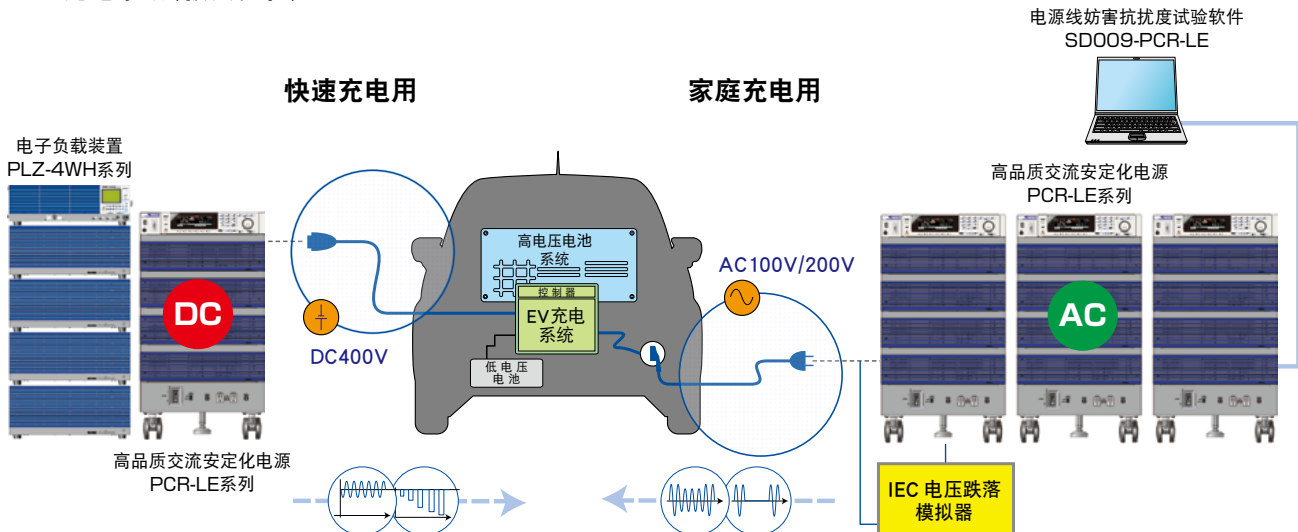 电源线妨害抗扰度试验软件
SD009-PCR-LE
快速充电用
家庭充电用
电子负载装置
PLZ-4WH系列
高品质交流安定化电源
PCR-LE系列
高电压电池
系统
AC100V/200V
控制器
EV充电
系统
DC
AC
DC400V
低电压
电池
高品质交流安定化电源
PCR-LE系列
IEC 电压跌落
模拟器